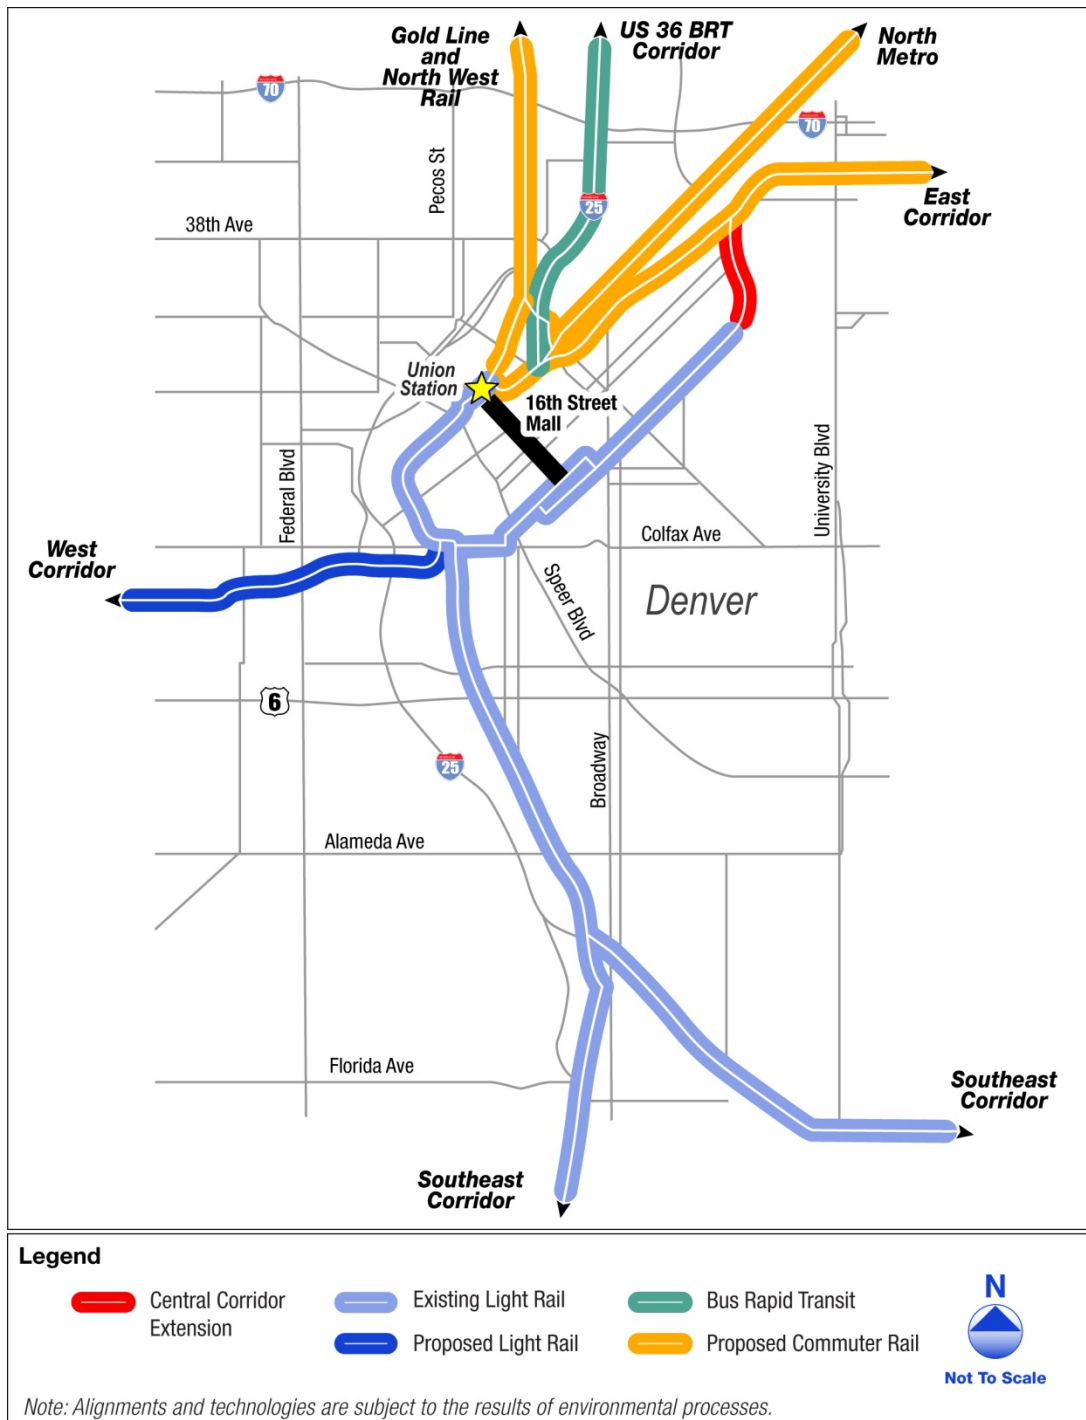 Gold Line
and
North West
Rail
US 36 BRT
Corridor
North
Metro
70
70
Pecos St
25
East
Corridor
38th Ave
Union
Station
16th Street
Mall
Federal Blvd
University Blvd
West
Corridor
Colfax Ave
Speer Blvd
Denver
6
25
Broadway
Alameda Ave
Florida Ave
Southeast
Corridor
Southeast
Corridor
Legend
Central Corridor
Extension
Existing Light Rail
Proposed Light Rail
Bus Rapid Transit
Proposed Commuter Rail
N
Not To Scale
Note: Alignments and technologies are subject to the results of environmental processes.